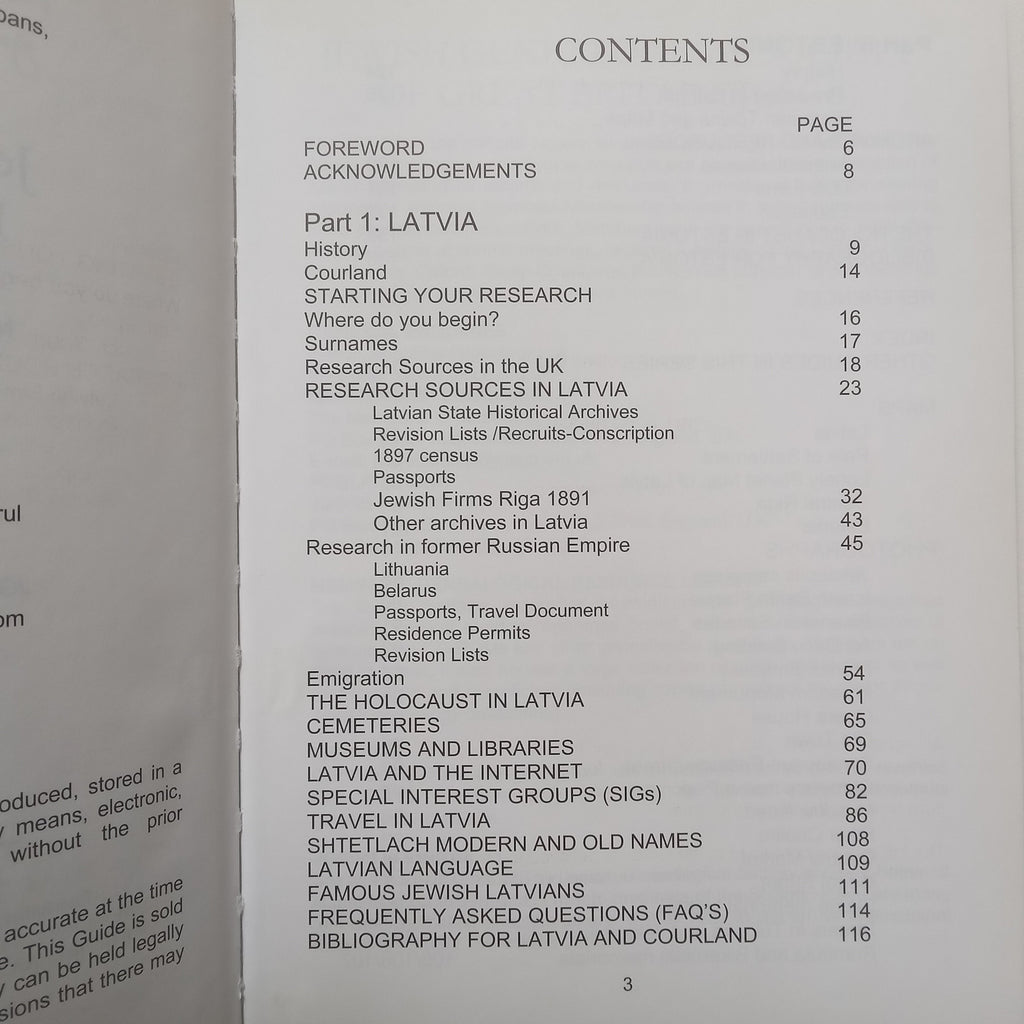 pans,
rul
om
oduced, stored in a
means, electronic,
without the prior
accurate at the time
e. This Guide is sold
y can be held legally
sions that there may
CONTENTS
PAGE
FOREWORD 6
ACKNOWLEDGEMENTS 8
Part 1: LATVIA
History 9
Courland 14
STARTING YOUR RESEARCH
Where do you begin? 16
Surnames 17
Research Sources in the UK 18
RESEARCH SOURCES IN LATVIA 23
Latvian State Historical Archives
Revision Lists /Recruits-Conscription
1897 census
Passports
Jewish Firms Riga 1891 32
Other archives in Latvia 43
Research in former Russian Empire 45
Lithuania
Belarus
Passports, Travel Document
Residence Permits
Revision Lists
Emigration 54
THE HOLOCAUST IN LATVIA 61
CEMETERIES 65
MUSEUMS AND LIBRARIES 69
LATVIA AND THE INTERNET 70
SPECIAL INTEREST GROUPS (SIGs) 82
TRAVEL IN LATVIA 86
SHTETLACH MODERN AND OLD NAMES 108
LATVIAN LANGUAGE 109
FAMOUS JEWISH LATVIANS 111
FREQUENTLY ASKED QUESTIONS (FAQ'S) 114
BIBLIOGRAPHY FOR LATVIA AND COURLAND 116
3